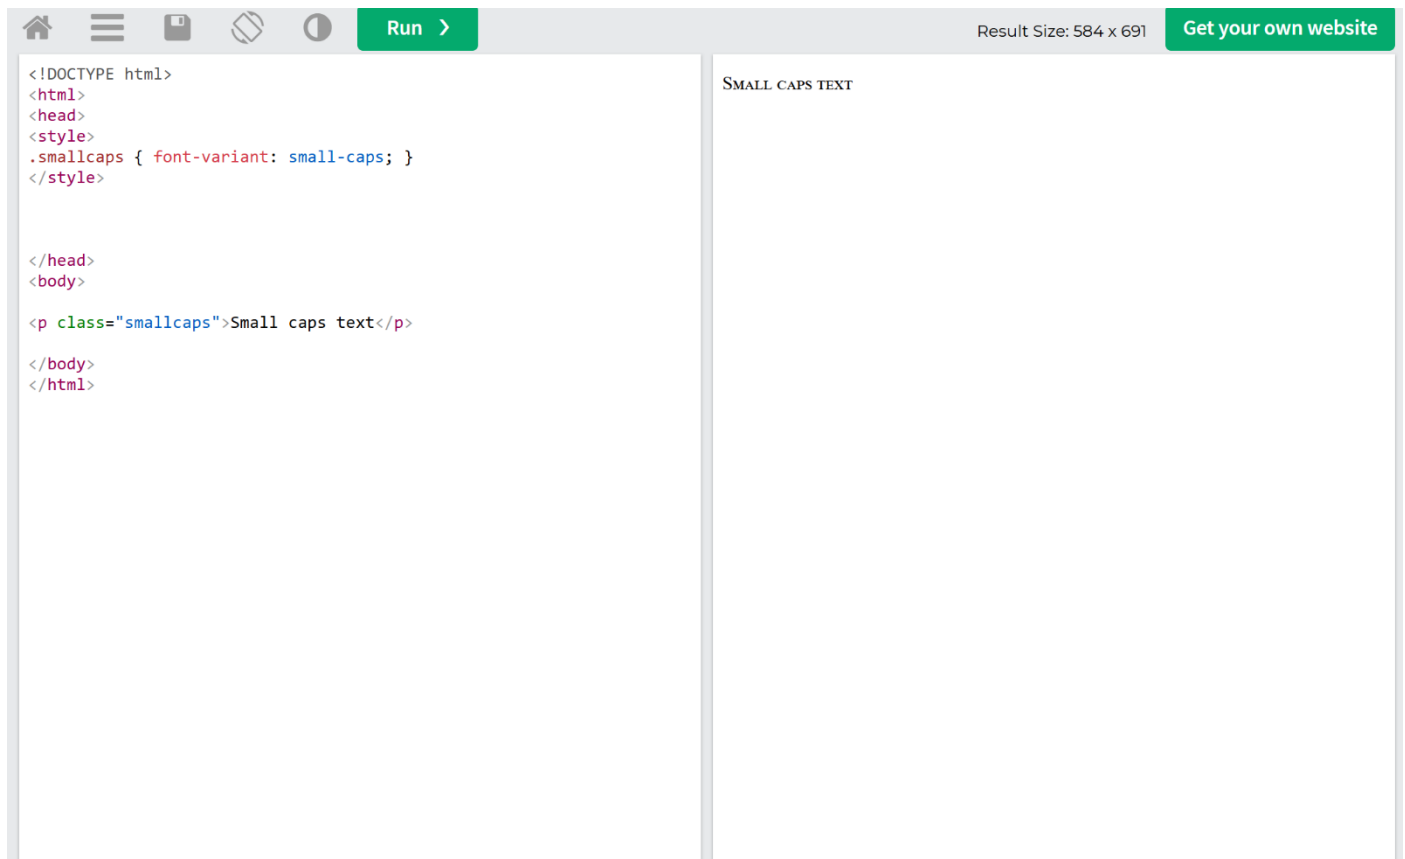 Run ❯
Result Size: 584 x 691
Get your own website
<!DOCTYPE html>
<html>
<head>
<style>
.smallcaps { font-variant: small-caps; }
</style>
</head>
<body>
<p class="smallcaps">Small caps text</p>
</body>
</html>
Small caps text